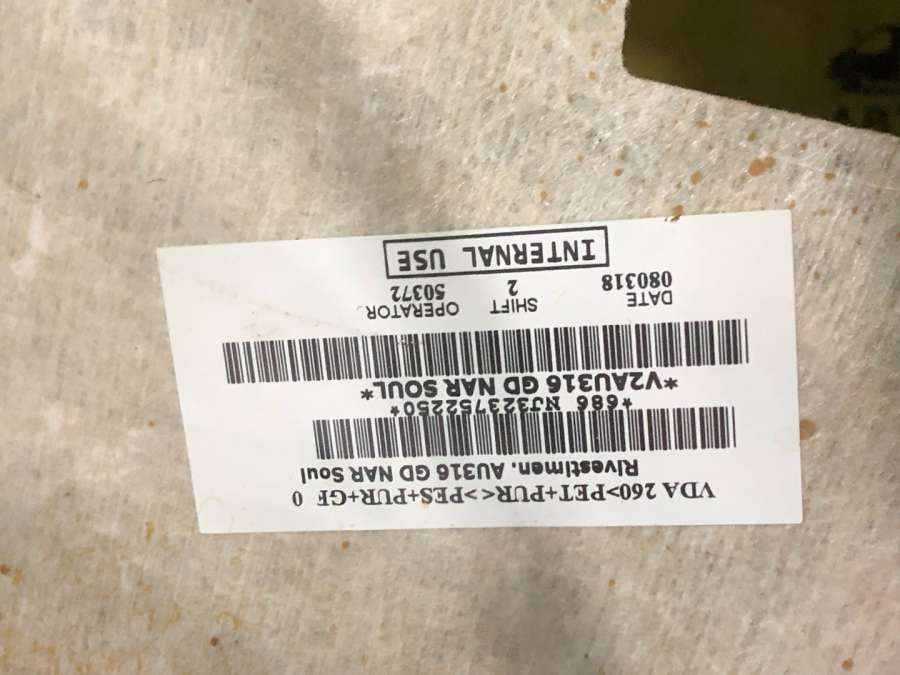 VDA 260>PET+PUR<>PES+PUR+GF 0
Rivestimen. AU316 GD NAR Soul
*686 NJ323752250*
*V2AU316 GD NAR SOUL*
DATE SHIFT OPERATOR
080318 2 50372
INTERNAL USE